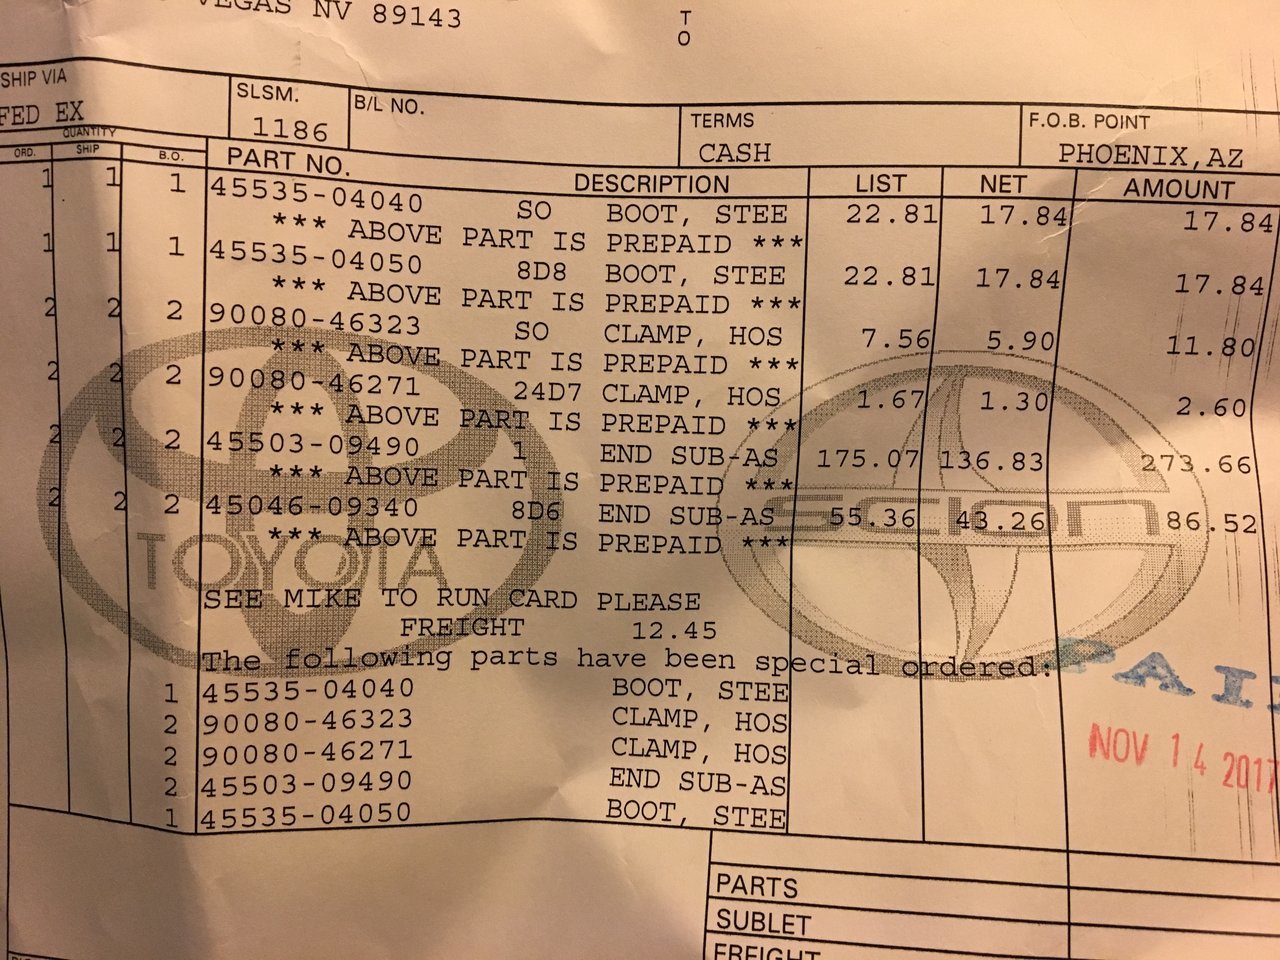 VEGAS NV 89143
T
O
SHIP VIA
FED EX
SLSM.
1186
B/L NO.
TERMS
CASH
F.O.B. POINT
PHOENIX,AZ
QUANTITY
ORD. SHIP B.O. PART NO. DESCRIPTION LIST NET AMOUNT
1 1 1 45535-04040 SO BOOT, STEE 22.81 17.84 17.84
*** ABOVE PART IS PREPAID ***
1 1 1 45535-04050 8D8 BOOT, STEE 22.81 17.84 17.84
*** ABOVE PART IS PREPAID ***
2 2 2 90080-46323 SO CLAMP, HOS 7.56 5.90 11.80
*** ABOVE PART IS PREPAID ***
2 2 2 90080-46271 24D7 CLAMP, HOS 1.67 1.30 2.60
*** ABOVE PART IS PREPAID ***
2 2 2 45503-09490 1 END SUB-AS 175.07 136.83 273.66
*** ABOVE PART IS PREPAID ***
2 2 2 45046-09340 8D6 END SUB-AS 55.36 43.26 86.52
*** ABOVE PART IS PREPAID ***
TOYOTA
scion
SEE MIKE TO RUN CARD PLEASE
FREIGHT 12.45
The following parts have been special ordered:
1 45535-04040 BOOT, STEE
2 90080-46323 CLAMP, HOS
2 90080-46271 CLAMP, HOS
2 45503-09490 END SUB-AS
1 45535-04050 BOOT, STEE
PAI
NOV 14 2017
PARTS
SUBLET
FREIGHT